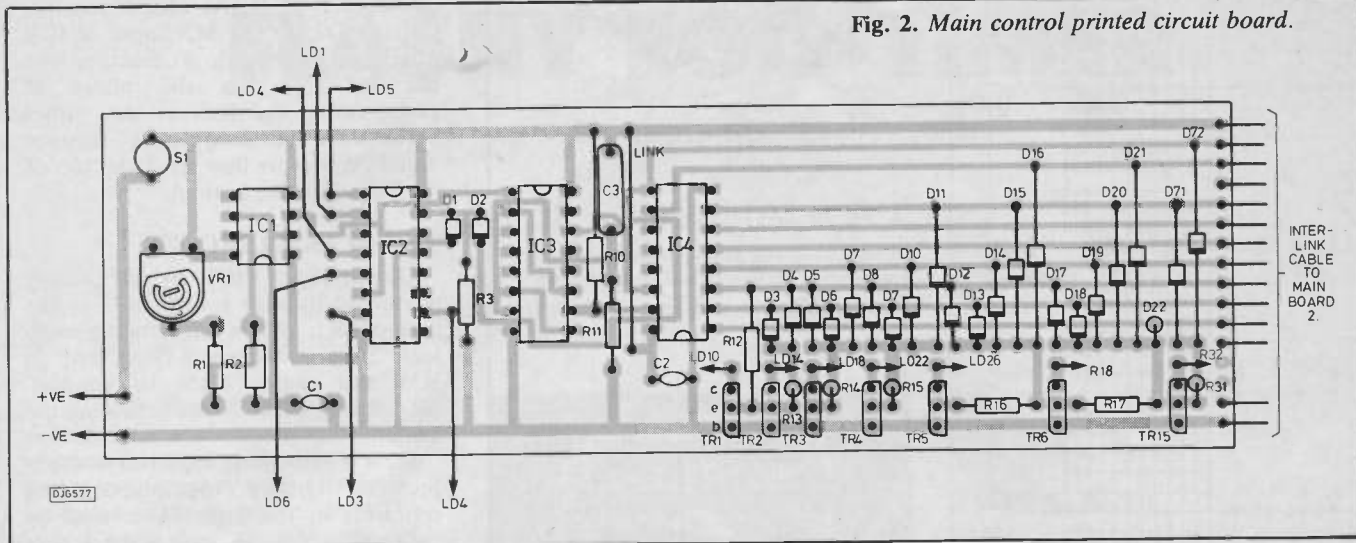 Fig. 2. Main control printed circuit board.
LD1
LD4
LD5
S1
IC1
VR1
R1
R2
C1
+VE
-VE
IC2
D1
D2
R3
IC3
LINK
C3
R10
R11
IC4
C2
LD10
R12
D3
D4
D5
D6
D7
D8
D7
D10
D11
D12
D13
D14
D15
D16
D17
D18
D19
D20
D21
D22
D71
D72
LD14
LD18
LO22
LD26
R18
R32
R13
R14
R15
R16
R17
R31
c
e
b
TR1
TR2
TR3
TR4
TR5
TR6
TR15
INTER-
LINK
CABLE
TO
MAIN
BOARD
2.
DJ6577
LD6
LD3
LD4